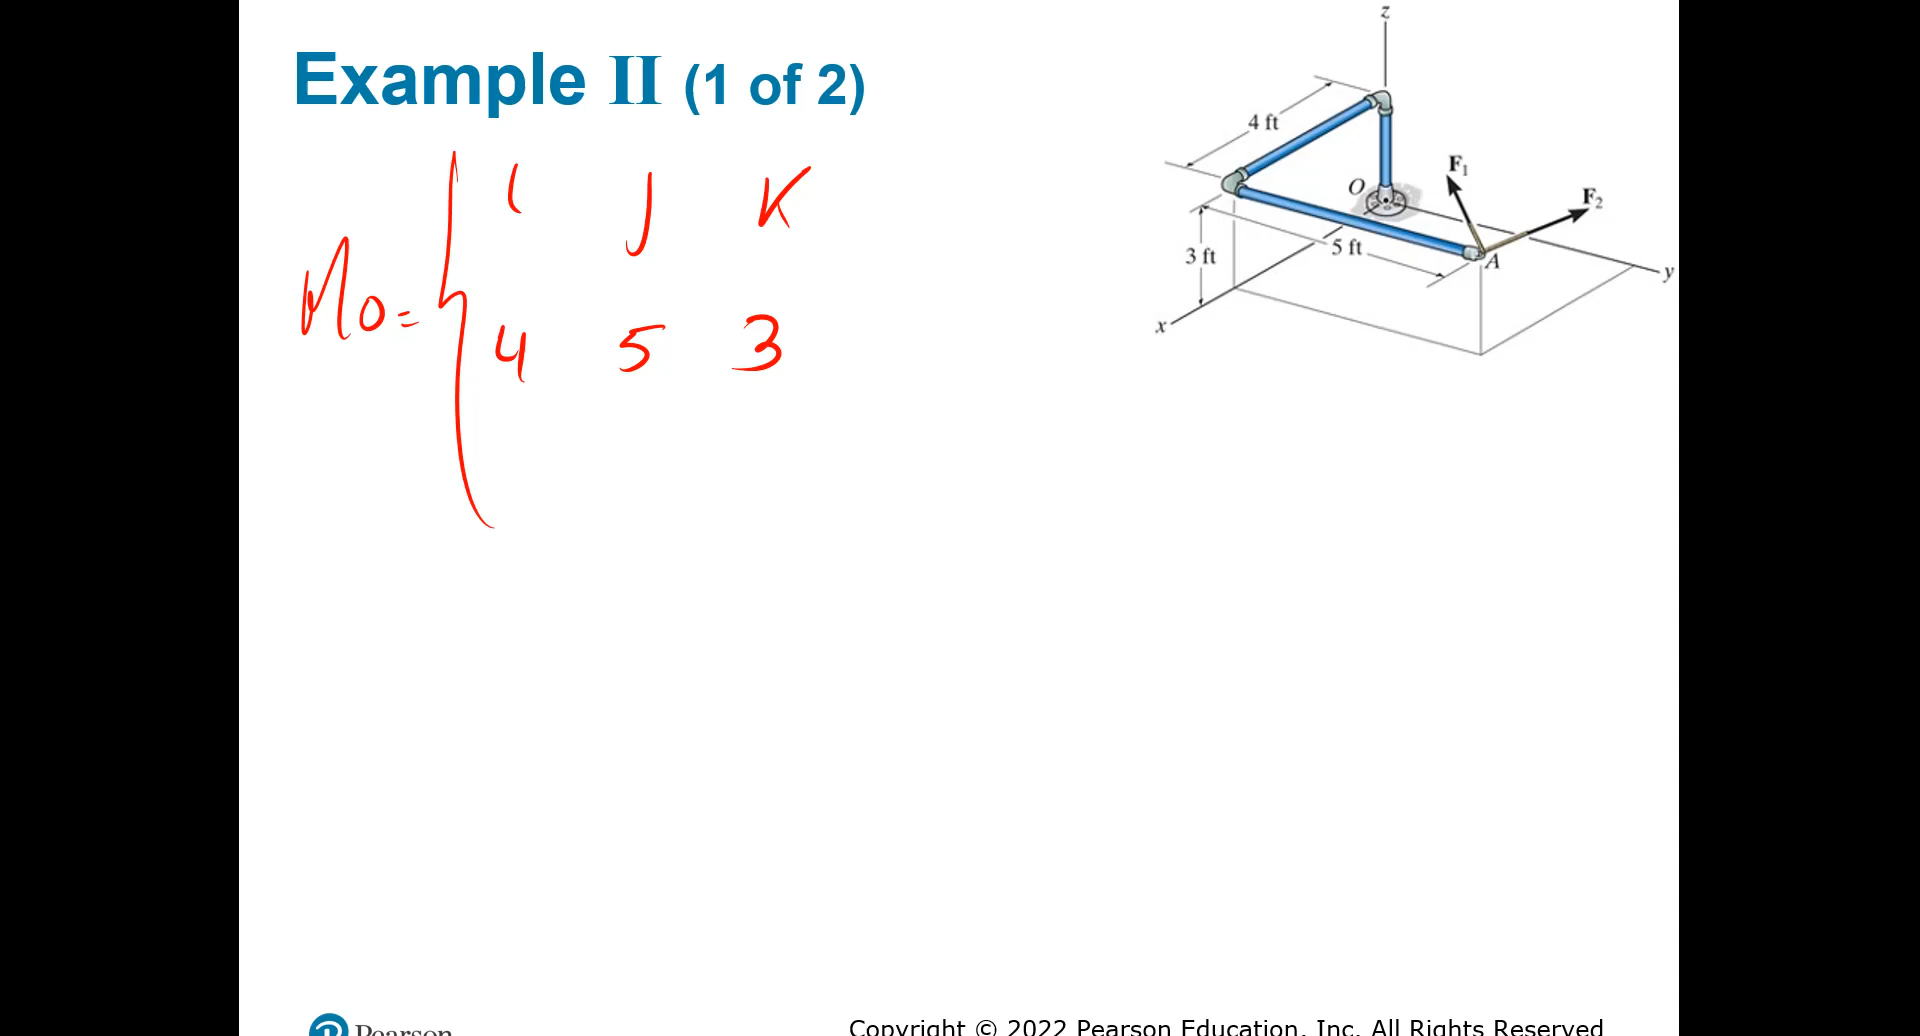 Example II (1 of 2)
i j K
Mo=
4 5 3
z
4 ft
F1
O
F2
5 ft
3 ft
A
y
x
Pearson
Copyright © 2022 Pearson Education, Inc. All Rights Reserved